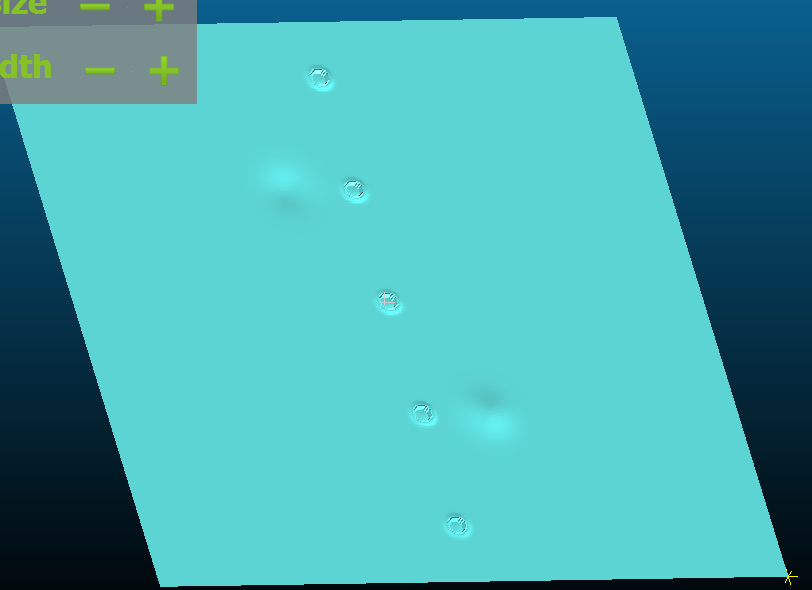 ize − +
dth − +